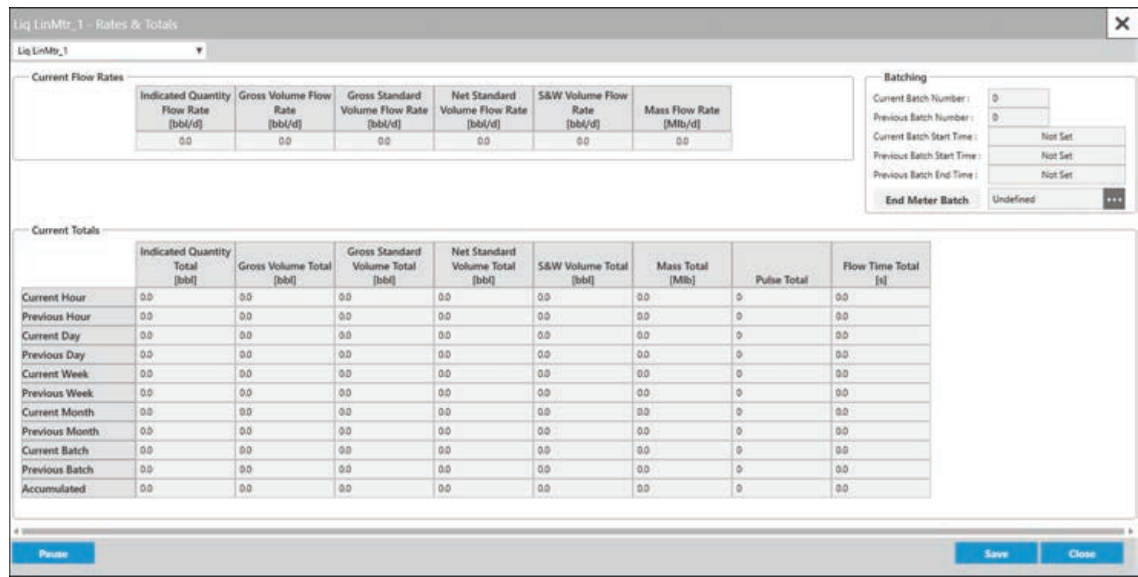 Liq LinMtr_1 - Rates & Totals
Liq LinMtr_1
Current Flow Rates
Indicated Quantity Flow Rate [bbl/d] Gross Volume Flow Rate [bbl/d] Gross Standard Volume Flow Rate [bbl/d] Net Standard Volume Flow Rate [bbl/d] S&W Volume Flow Rate [bbl/d] Mass Flow Rate [Mlb/d]
0.0 0.0 0.0 0.0 0.0 0.0
Batching
Current Batch Number : 0
Previous Batch Number : 0
Current Batch Start Time : Not Set
Previous Batch Start Time : Not Set
Previous Batch End Time : Not Set
End Meter Batch Undefined ...
Current Totals
Indicated Quantity Total [bbl] Gross Volume Total [bbl] Gross Standard Volume Total [bbl] Net Standard Volume Total [bbl] S&W Volume Total [bbl] Mass Total [Mlb] Pulse Total Flow Time Total [s]
Current Hour 0.0 0.0 0.0 0.0 0.0 0.0 0 0.0
Previous Hour 0.0 0.0 0.0 0.0 0.0 0.0 0 0.0
Current Day 0.0 0.0 0.0 0.0 0.0 0.0 0 0.0
Previous Day 0.0 0.0 0.0 0.0 0.0 0.0 0 0.0
Current Week 0.0 0.0 0.0 0.0 0.0 0.0 0 0.0
Previous Week 0.0 0.0 0.0 0.0 0.0 0.0 0 0.0
Current Month 0.0 0.0 0.0 0.0 0.0 0.0 0 0.0
Previous Month 0.0 0.0 0.0 0.0 0.0 0.0 0 0.0
Current Batch 0.0 0.0 0.0 0.0 0.0 0.0 0 0.0
Previous Batch 0.0 0.0 0.0 0.0 0.0 0.0 0 0.0
Accumulated 0.0 0.0 0.0 0.0 0.0 0.0 0 0.0
Pause Save Close